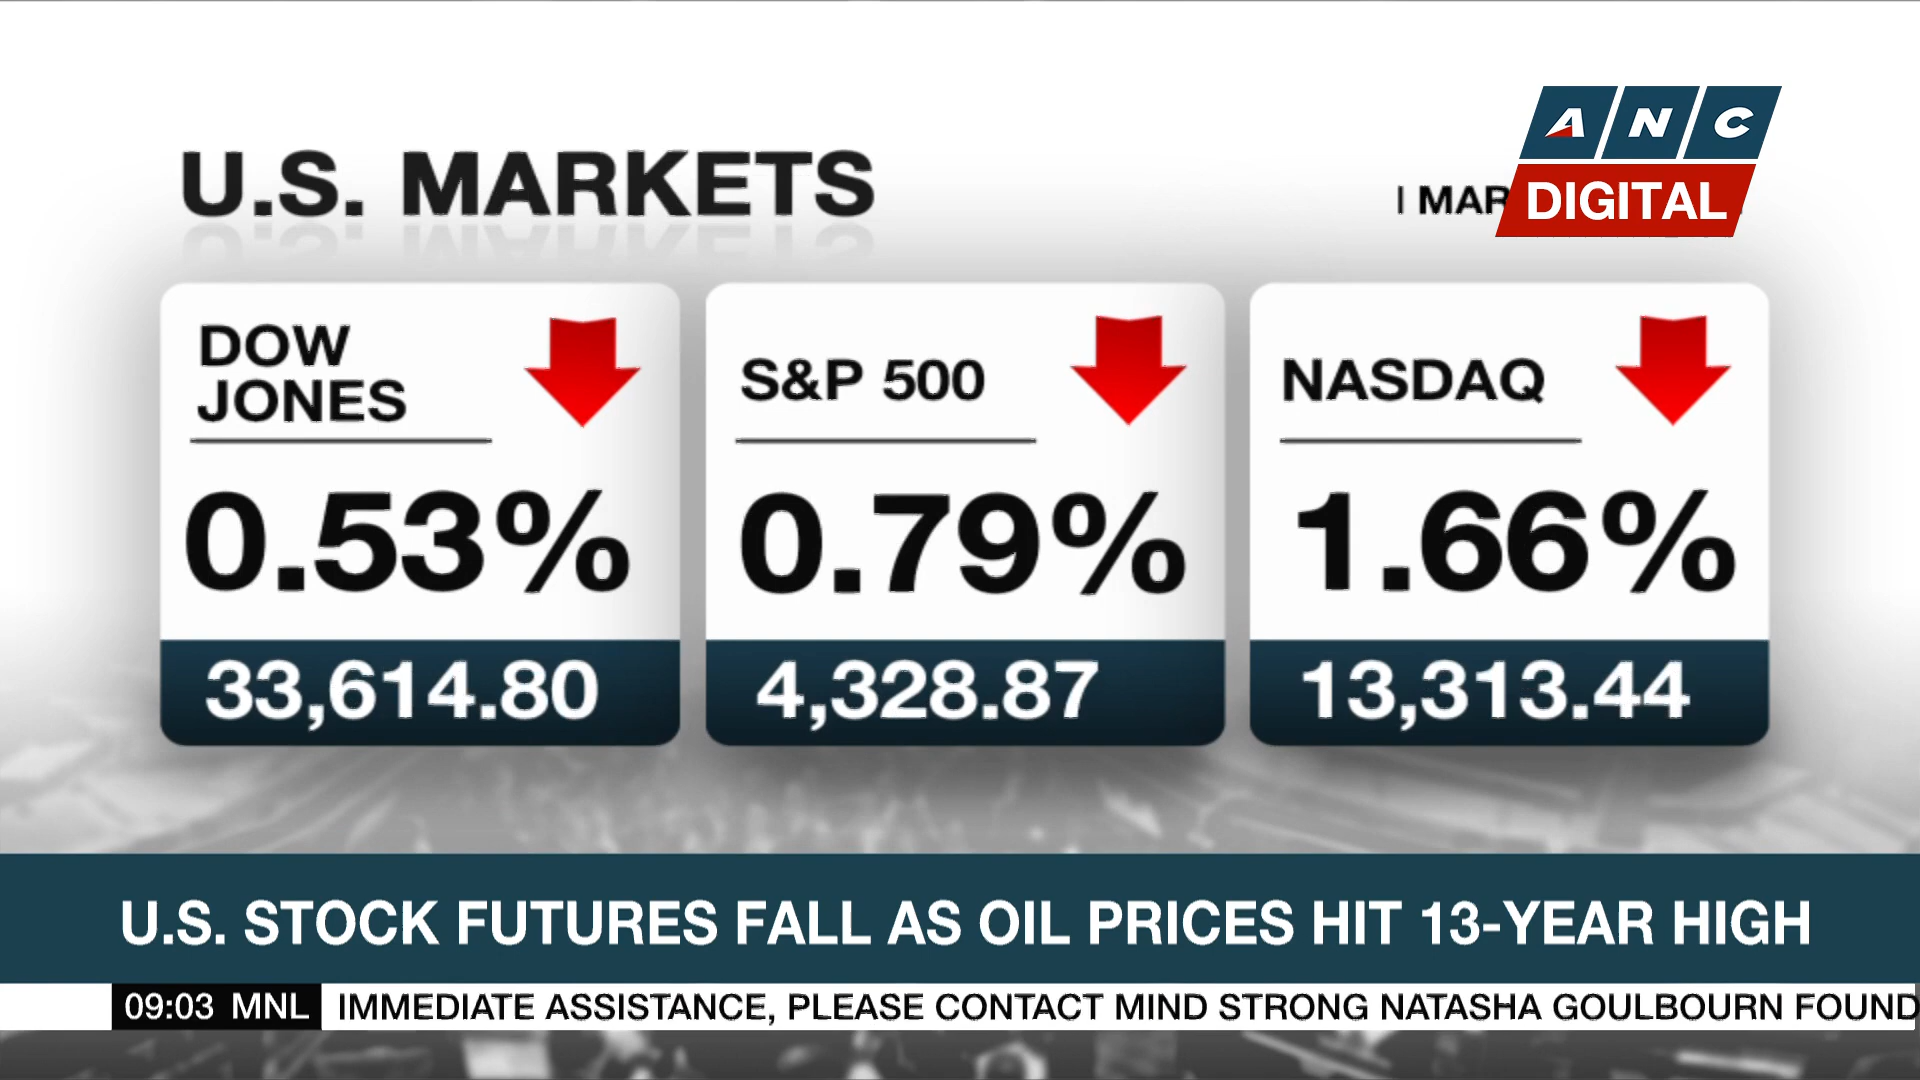 ANC
U.S. MARKETS
| MAR
DIGITAL
DOW
JONES
0.53%
33,614.80
S&P 500
0.79%
4,328.87
NASDAQ
1.66%
13,313.44
U.S. STOCK FUTURES FALL AS OIL PRICES HIT 13-YEAR HIGH
09:03 MNL IMMEDIATE ASSISTANCE, PLEASE CONTACT MIND STRONG NATASHA GOULBOURN FOUND